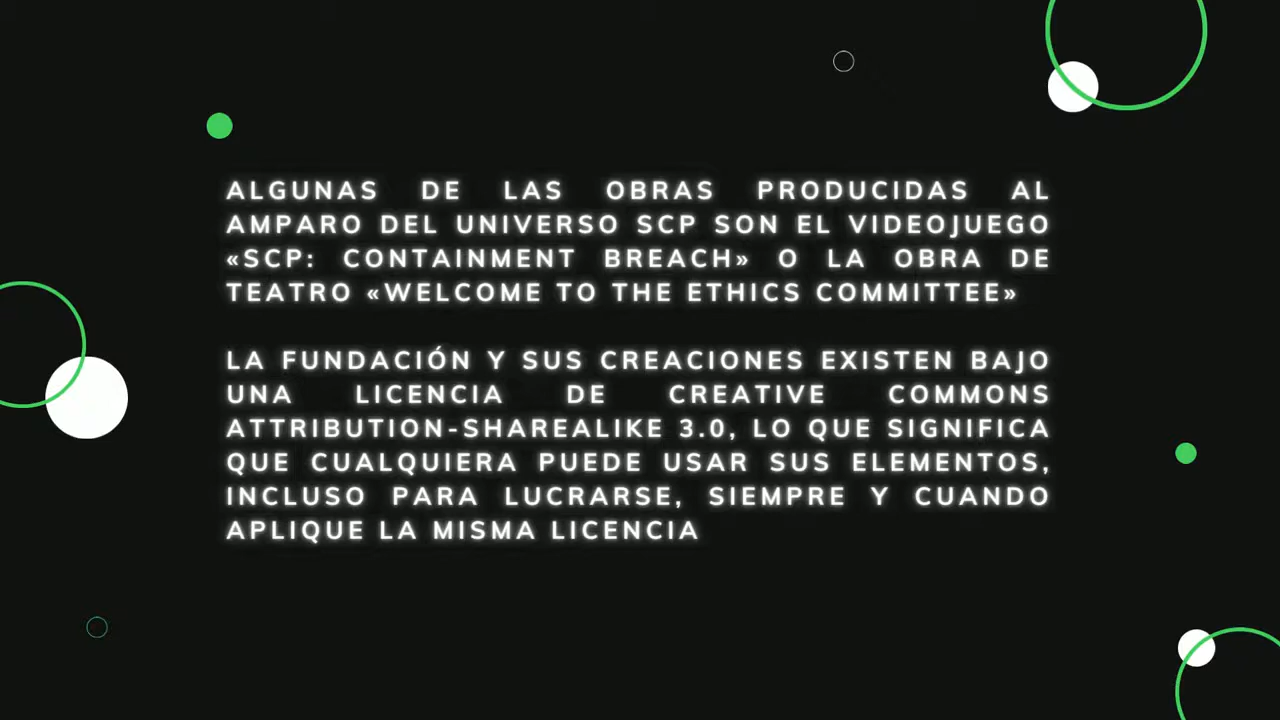 ALGUNAS DE LAS OBRAS PRODUCIDAS AL
AMPARO DEL UNIVERSO SCP SON EL VIDEOJUEGO
«SCP: CONTAINMENT BREACH» O LA OBRA DE
TEATRO «WELCOME TO THE ETHICS COMMITTEE»
LA FUNDACIÓN Y SUS CREACIONES EXISTEN BAJO
UNA LICENCIA DE CREATIVE COMMONS
ATTRIBUTION-SHAREALIKE 3.0, LO QUE SIGNIFICA
QUE CUALQUIERA PUEDE USAR SUS ELEMENTOS,
INCLUSO PARA LUCRARSE, SIEMPRE Y CUANDO
APLIQUE LA MISMA LICENCIA